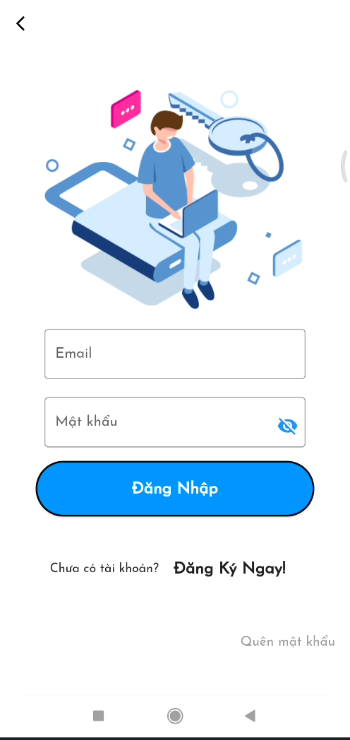 Email
Mật khẩu
Đăng Nhập
Chưa có tài khoản? Đăng Ký Ngay!
Quên mật khẩu